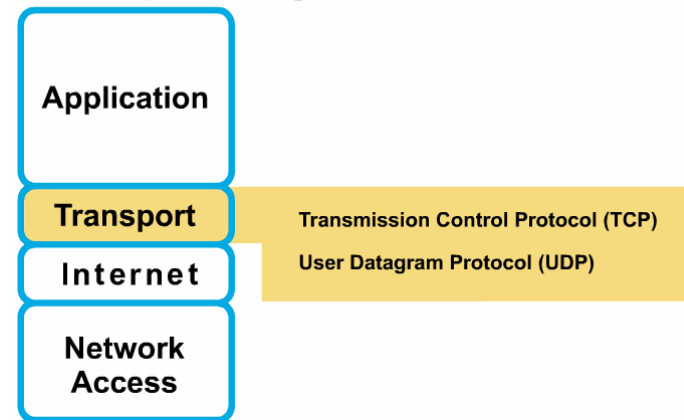 Application
Transport
Transmission Control Protocol (TCP)
User Datagram Protocol (UDP)
Internet
Network
Access